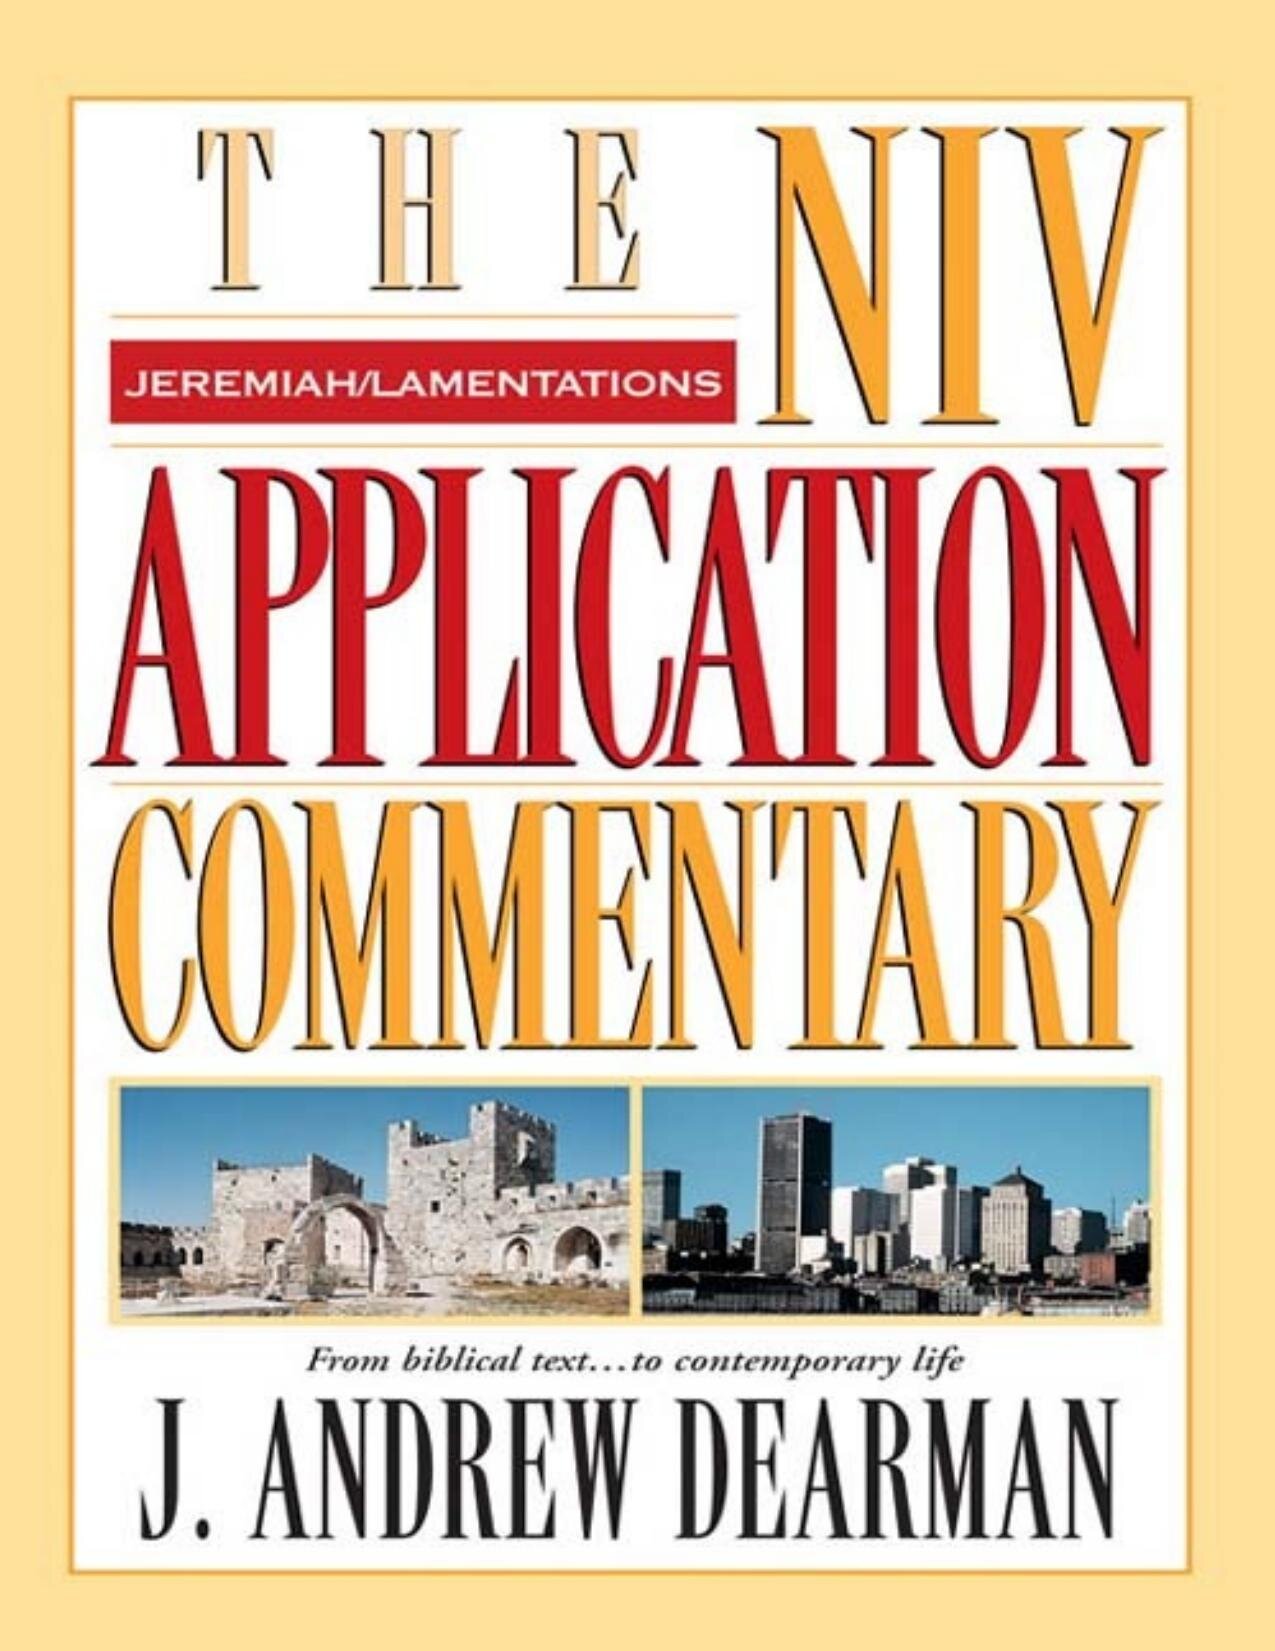 THE NIV
JEREMIAH/LAMENTATIONS
APPLICATION
COMMENTARY
From biblical text...to contemporary life
J. ANDREW DEARMAN